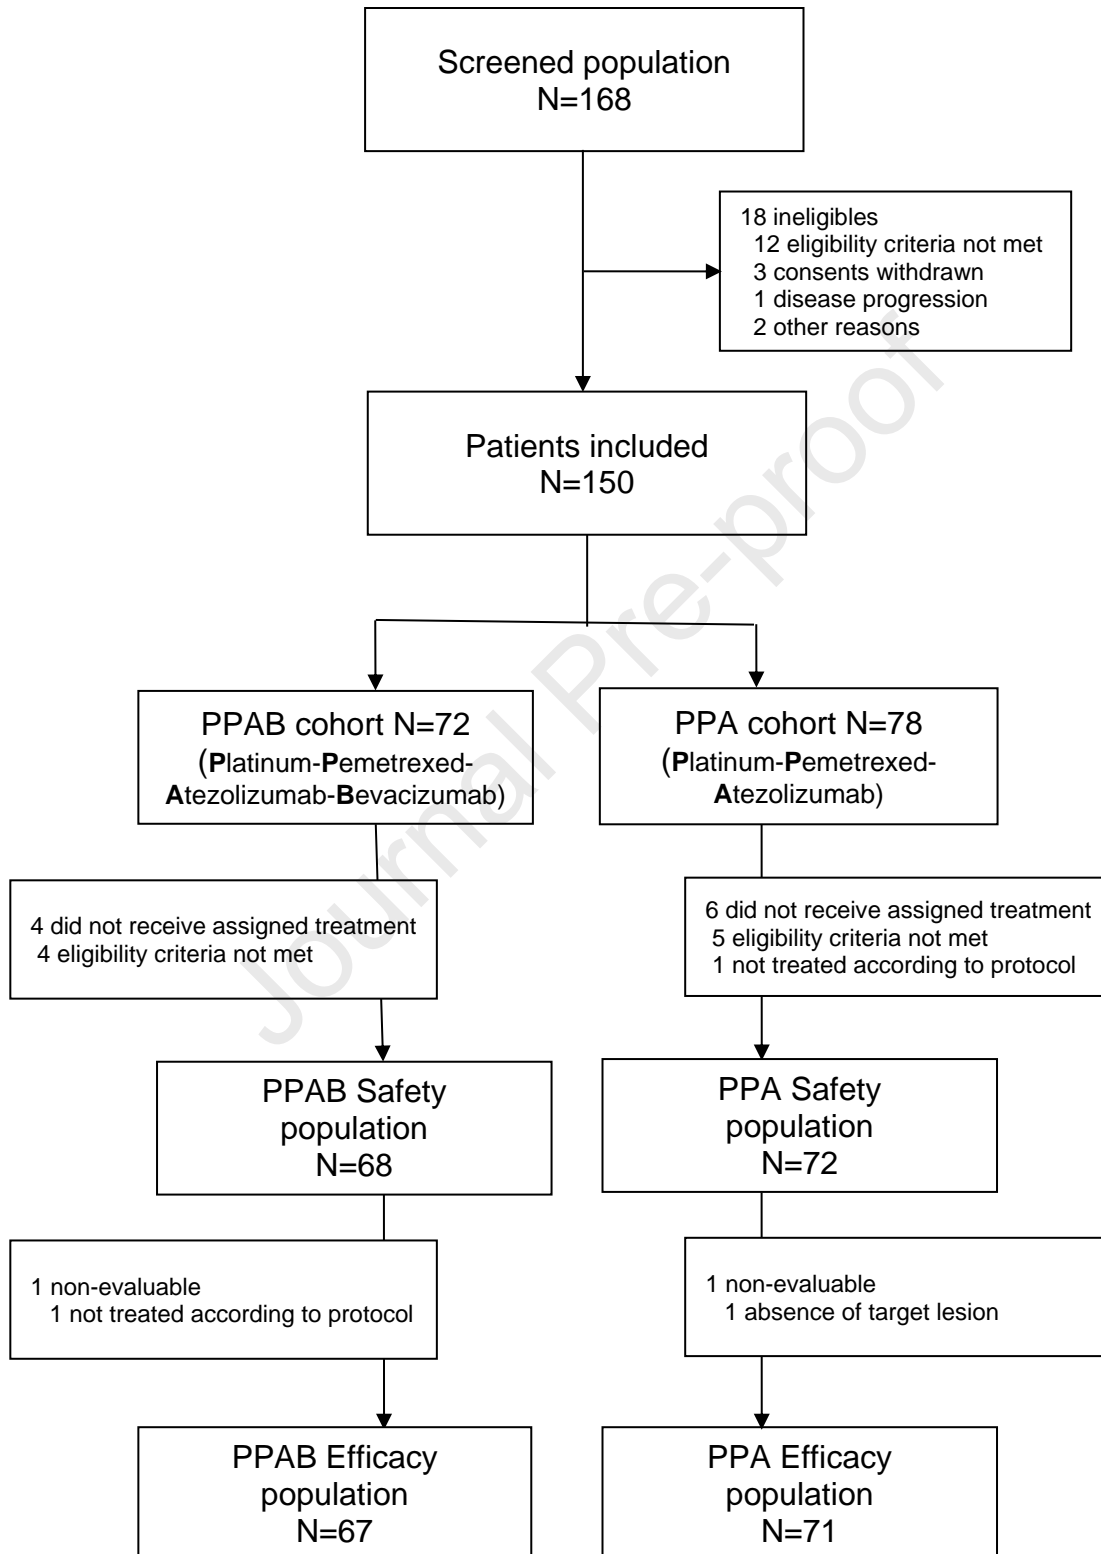 Screened population
N=168
18 ineligibles
12 eligibility criteria not met
3 consents withdrawn
1 disease progression
2 other reasons
Patients included
N=150
PPAB cohort N=72
(Platinum-Pemetrexed-
Atezolizumab-Bevacizumab)
PPA cohort N=78
(Platinum-Pemetrexed-
Atezolizumab)
4 did not receive assigned treatment
4 eligibility criteria not met
6 did not receive assigned treatment
5 eligibility criteria not met
1 not treated according to protocol
PPAB Safety
population
N=68
PPA Safety
population
N=72
1 non-evaluable
1 not treated according to protocol
1 non-evaluable
1 absence of target lesion
PPAB Efficacy
population
N=67
PPA Efficacy
population
N=71
Journal Pre-proof